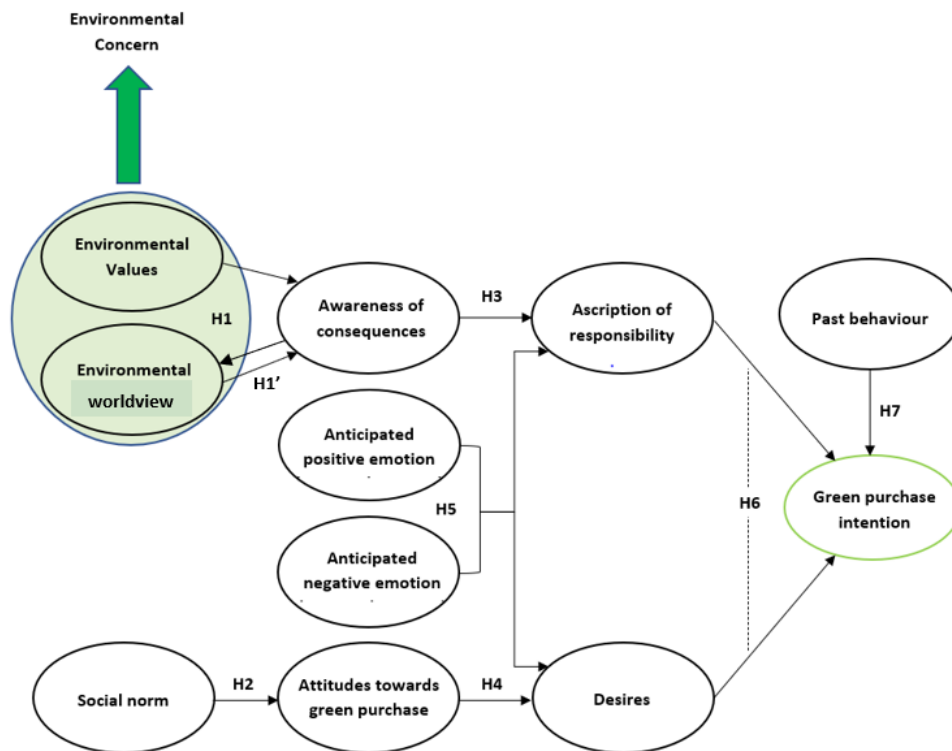 Environmental
Concern
Environmental
Values
H1
Environmental
worldview
H1’
Awareness of
consequences
H3
Ascription of
responsibility
Past behaviour
H7
Anticipated
positive emotion
H5
Anticipated
negative emotion
H6
Green purchase
intention
Social norm
H2
Attitudes towards
green purchase
H4
Desires